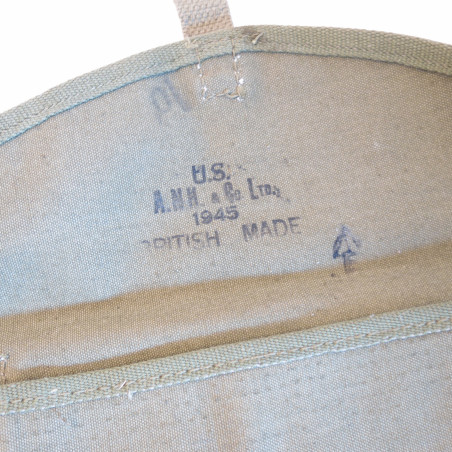 U.S.
A.N.H. & Co Ltd.
1945
BRITISH MADE